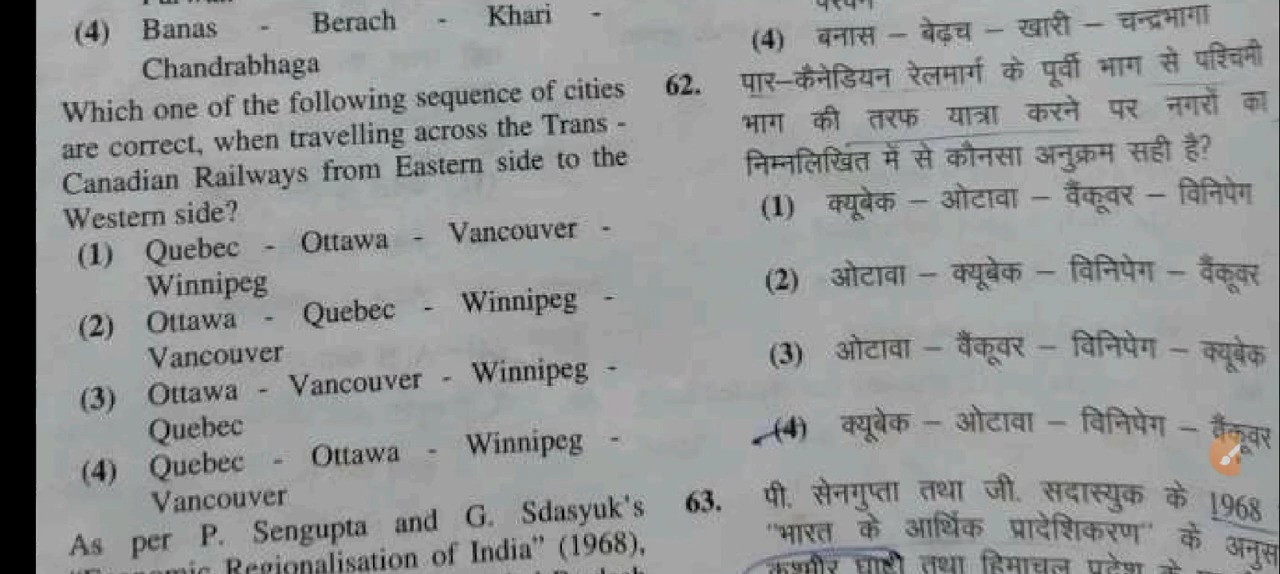 (4) Banas - Berach - Khari -
Chandrabhaga
Which one of the following sequence of cities
are correct, when travelling across the Trans -
Canadian Railways from Eastern side to the
Western side?
(1) Quebec - Ottawa - Vancouver -
Winnipeg
(2) Ottawa - Quebec - Winnipeg -
Vancouver
(3) Ottawa - Vancouver - Winnipeg -
Quebec
(4) Quebec - Ottawa - Winnipeg -
Vancouver
As per P. Sengupta and G. Sdasyuk's
Regionalisation of India" (1968),
(4) बनास – बेढ़च – खारी – चन्द्रभागा
62. पार–कैनेडियन रेलमार्ग के पूर्वी भाग से पश्चिमी
भाग की तरफ यात्रा करने पर नगरों का
निम्नलिखित में से कौनसा अनुक्रम सही है?
(1) क्यूबेक – ओटावा – वैंकूवर – विनिपेग
(2) ओटावा – क्यूबेक – विनिपेग – वैंकूवर
(3) ओटावा – वैंकूवर – विनिपेग – क्यूबेक
(4) क्यूबेक – ओटावा – विनिपेग – वैंकूवर
63. पी. सेनगुप्ता तथा जी. सदास्युक के 1968
"भारत के आर्थिक प्रादेशिकरण" के
कश्मीर घाटी तथा हिमाचल प्रदेश के